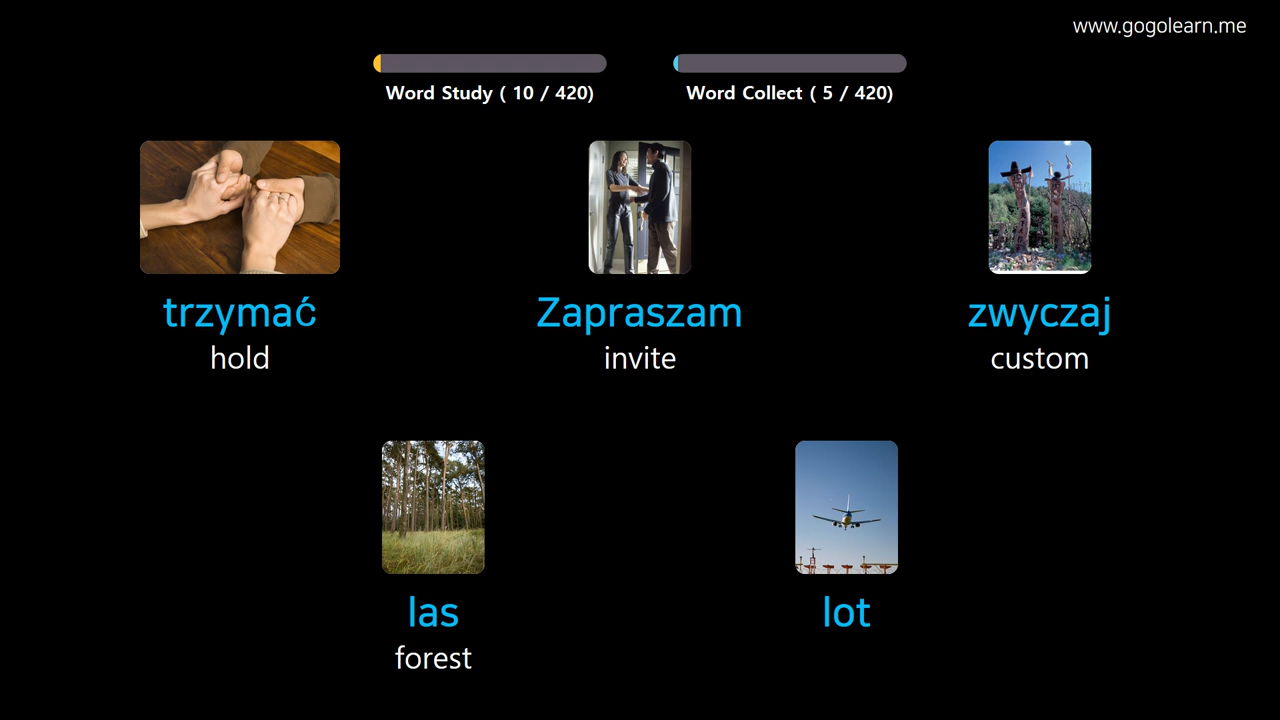 www.gogolearn.me
Word Study ( 10 / 420)
Word Collect ( 5 / 420)
trzymać
hold
Zapraszam
invite
zwyczaj
custom
las
forest
lot